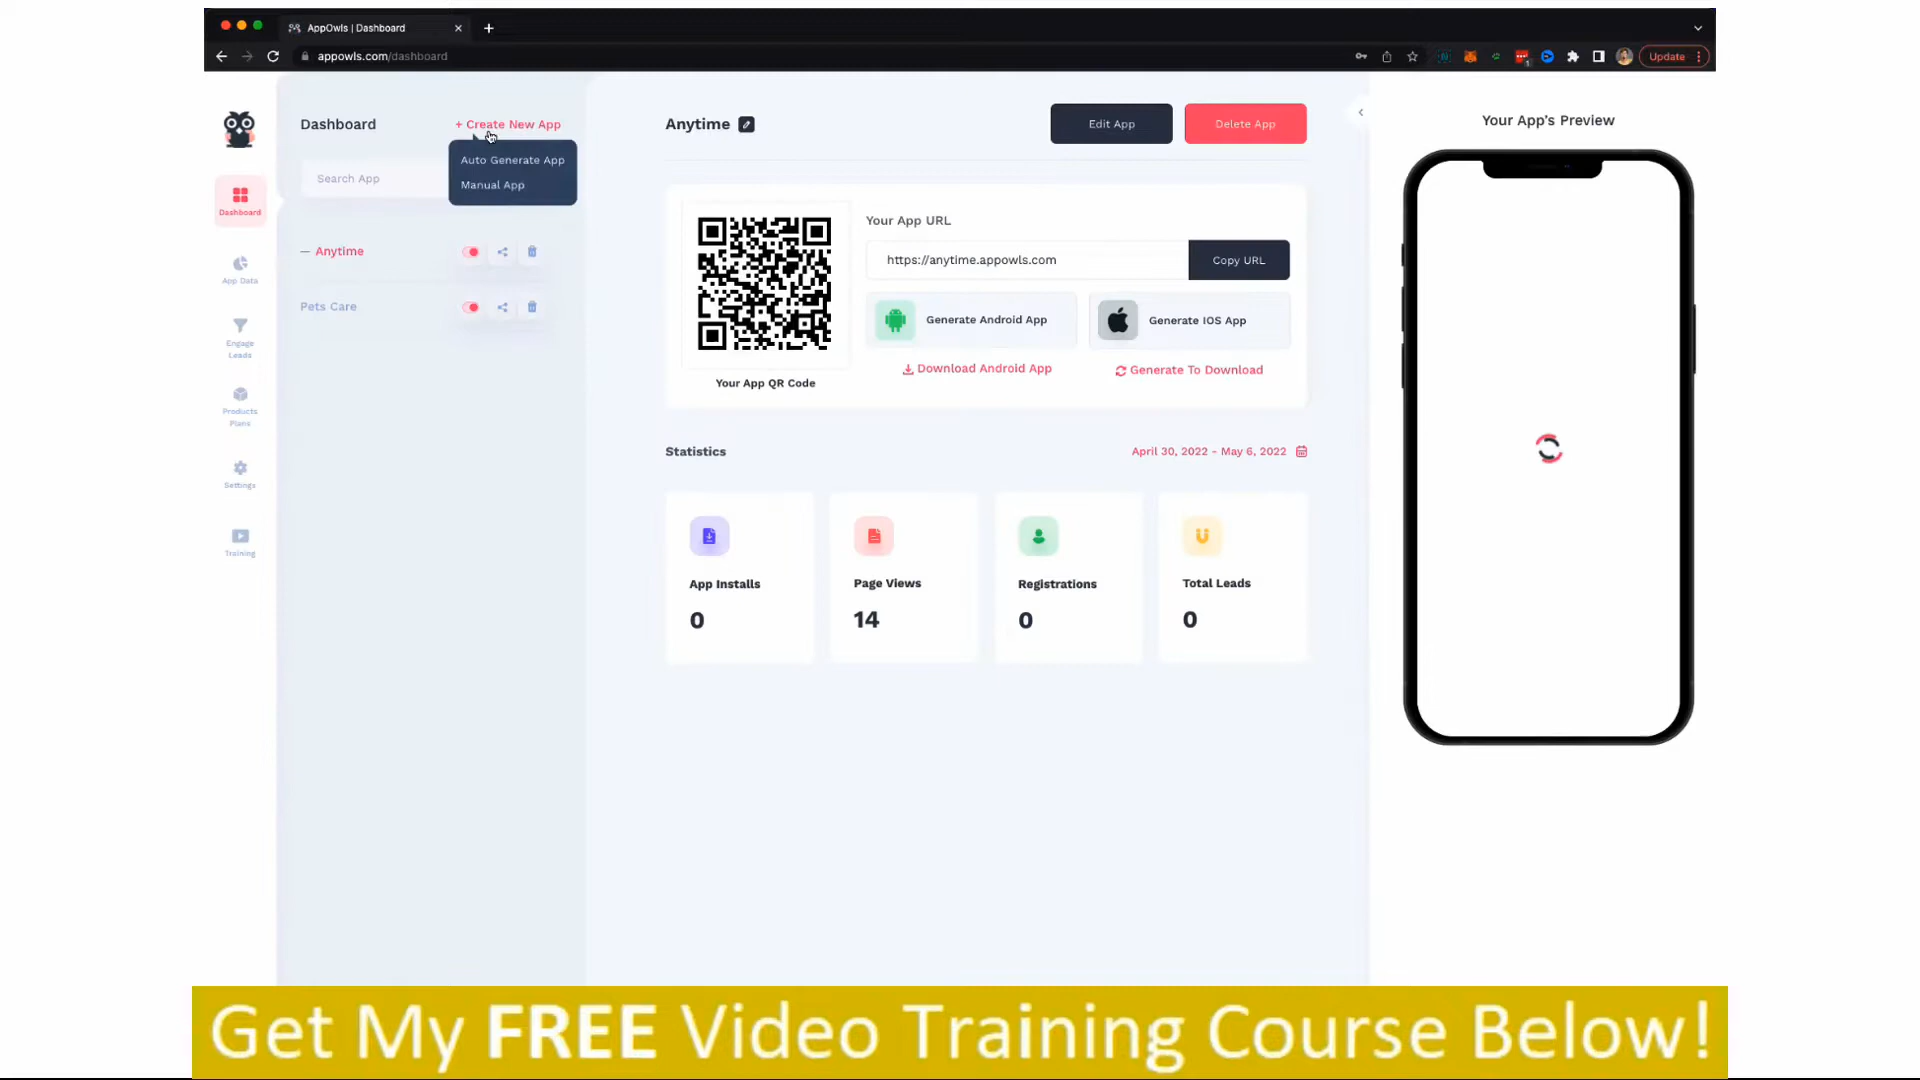 AppOwls | Dashboard
appowls.com/dashboard
Update
Dashboard
+ Create New App
Auto Generate App
Manual App
Search App
Anytime
Pets Care
Dashboard
App Data
Engage
Leads
Products
Plans
Settings
Training
Anytime
Edit App
Delete App
Your App URL
https://anytime.appowls.com
Copy URL
Generate Android App
Generate IOS App
Download Android App
Generate To Download
Your App QR Code
Statistics
April 30, 2022 - May 6, 2022
App Installs
0
Page Views
14
Registrations
0
Total Leads
0
Your App's Preview
Get My FREE Video Training Course Below!